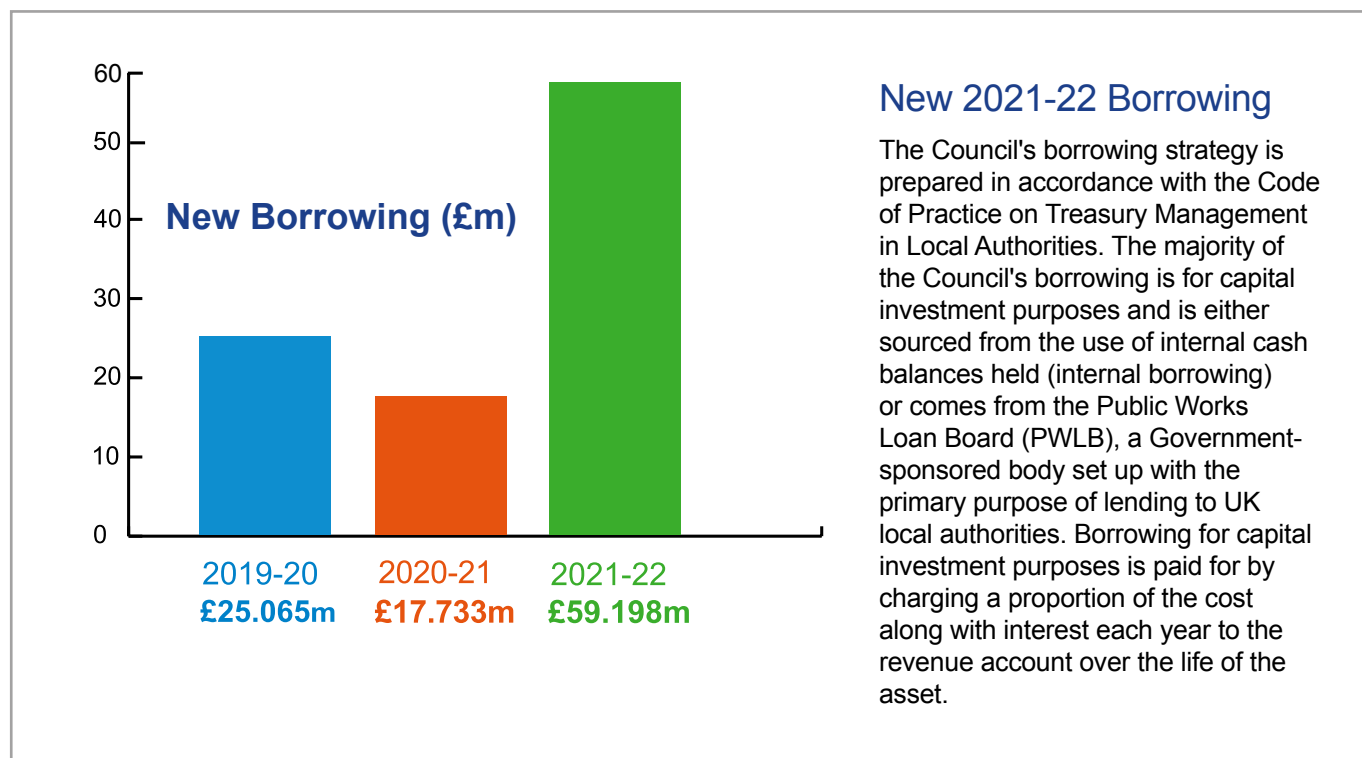 60
50
40
30
20
10
0
New Borrowing (£m)
2019-20
£25.065m
2020-21
£17.733m
2021-22
£59.198m
New 2021-22 Borrowing
The Council's borrowing strategy is
prepared in accordance with the Code
of Practice on Treasury Management
in Local Authorities. The majority of
the Council's borrowing is for capital
investment purposes and is either
sourced from the use of internal cash
balances held (internal borrowing)
or comes from the Public Works
Loan Board (PWLB), a Government-
sponsored body set up with the
primary purpose of lending to UK
local authorities. Borrowing for capital
investment purposes is paid for by
charging a proportion of the cost
along with interest each year to the
revenue account over the life of the
asset.